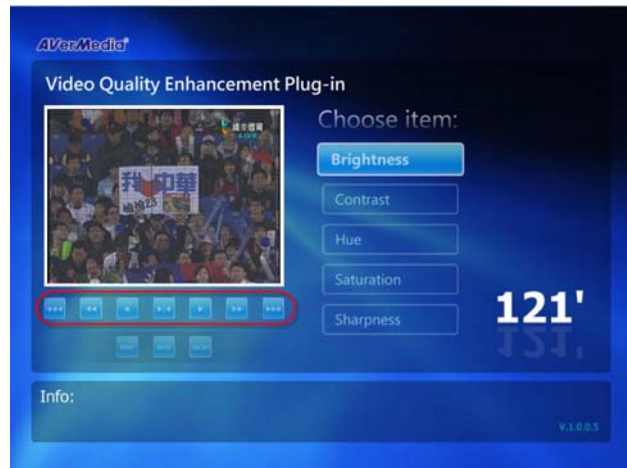 AVerMedia
Video Quality Enhancement Plug-in
Choose item:
Brightness
Contrast
Hue
Saturation
Sharpness
我 中華
121'
Info:
V.1.0.0.5